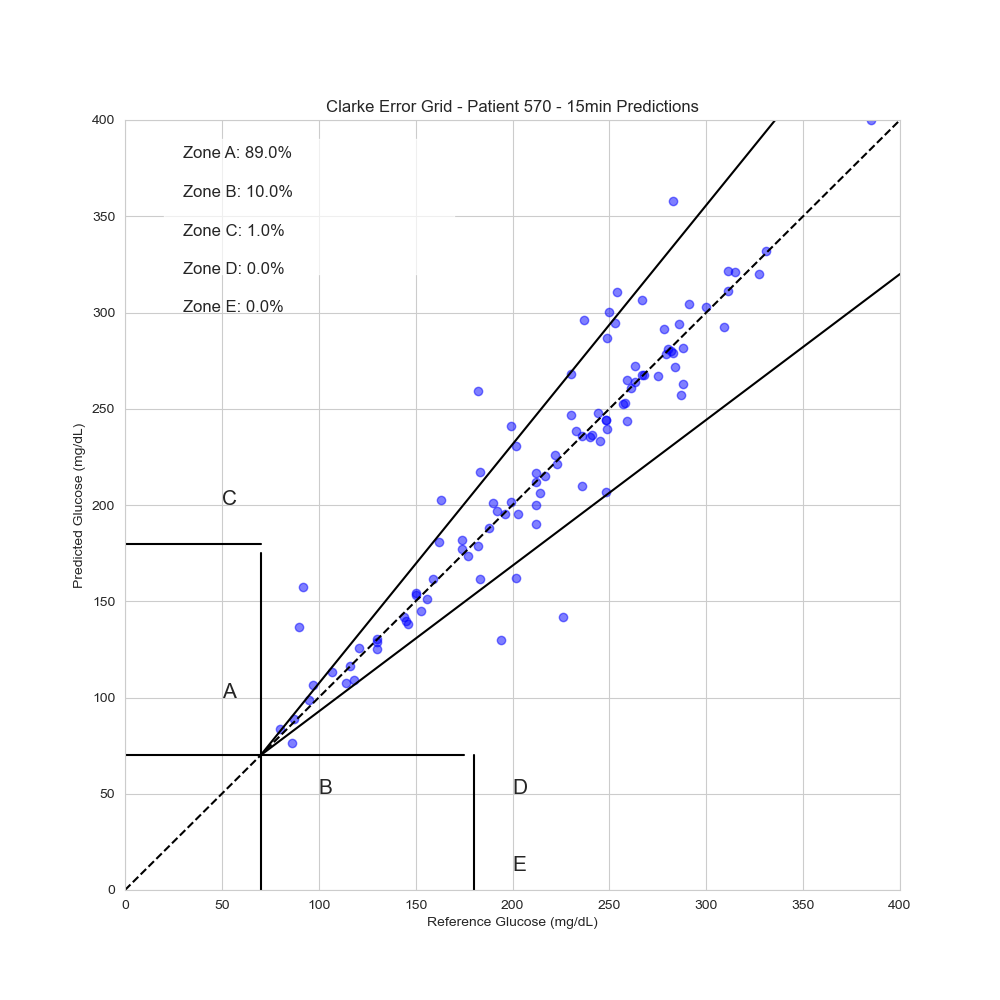 Clarke Error Grid - Patient 570 - 15min Predictions
400
Zone A: 89.0%
Zone B: 10.0%
350
Zone C: 1.0%
Zone D: 0.0%
300
Zone E: 0.0%
250
Predicted Glucose (mg/dL)
200
C
150
100
A
50
B
D
E
0
0 50 100 150 200 250 300 350 400
Reference Glucose (mg/dL)